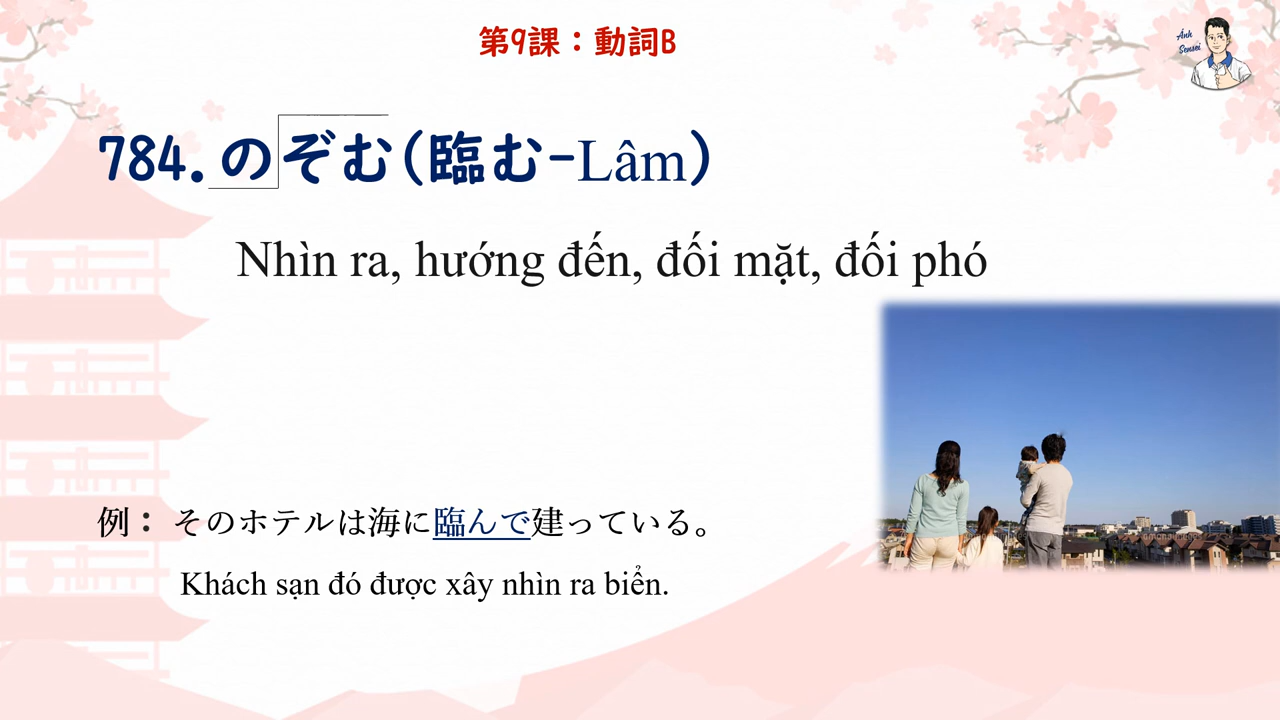 第9課：動詞B
Anh
Sensei
784.のぞむ(臨む-Lâm)
Nhìn ra, hướng đến, đối mặt, đối phó
例： そのホテルは海に臨んで建っている。
Khách sạn đó được xây nhìn ra biển.